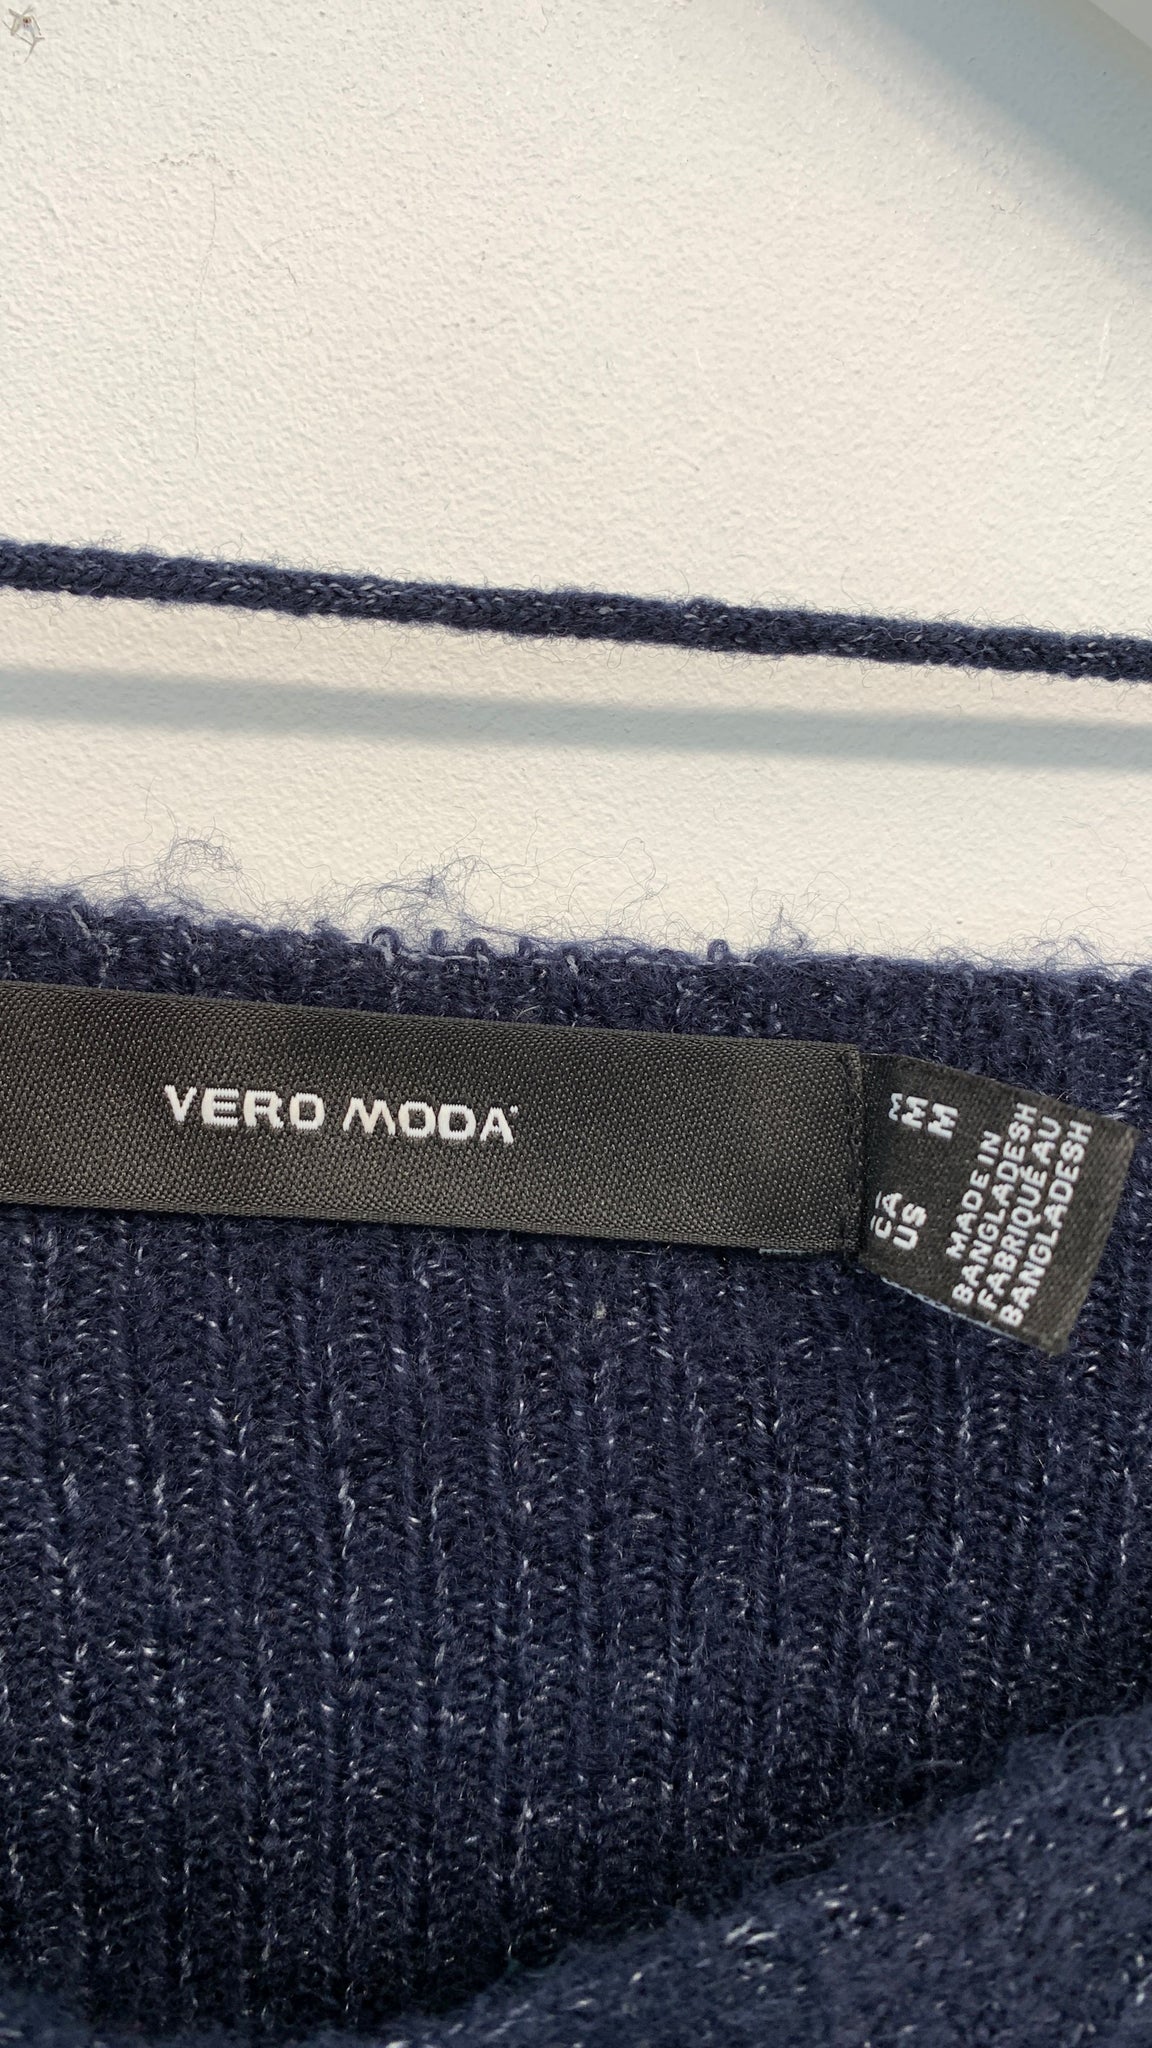 VERO MODA
M
CA M
US M
MADE IN
BANGLADESH
FABRIQUÉ AU
BANGLADESH